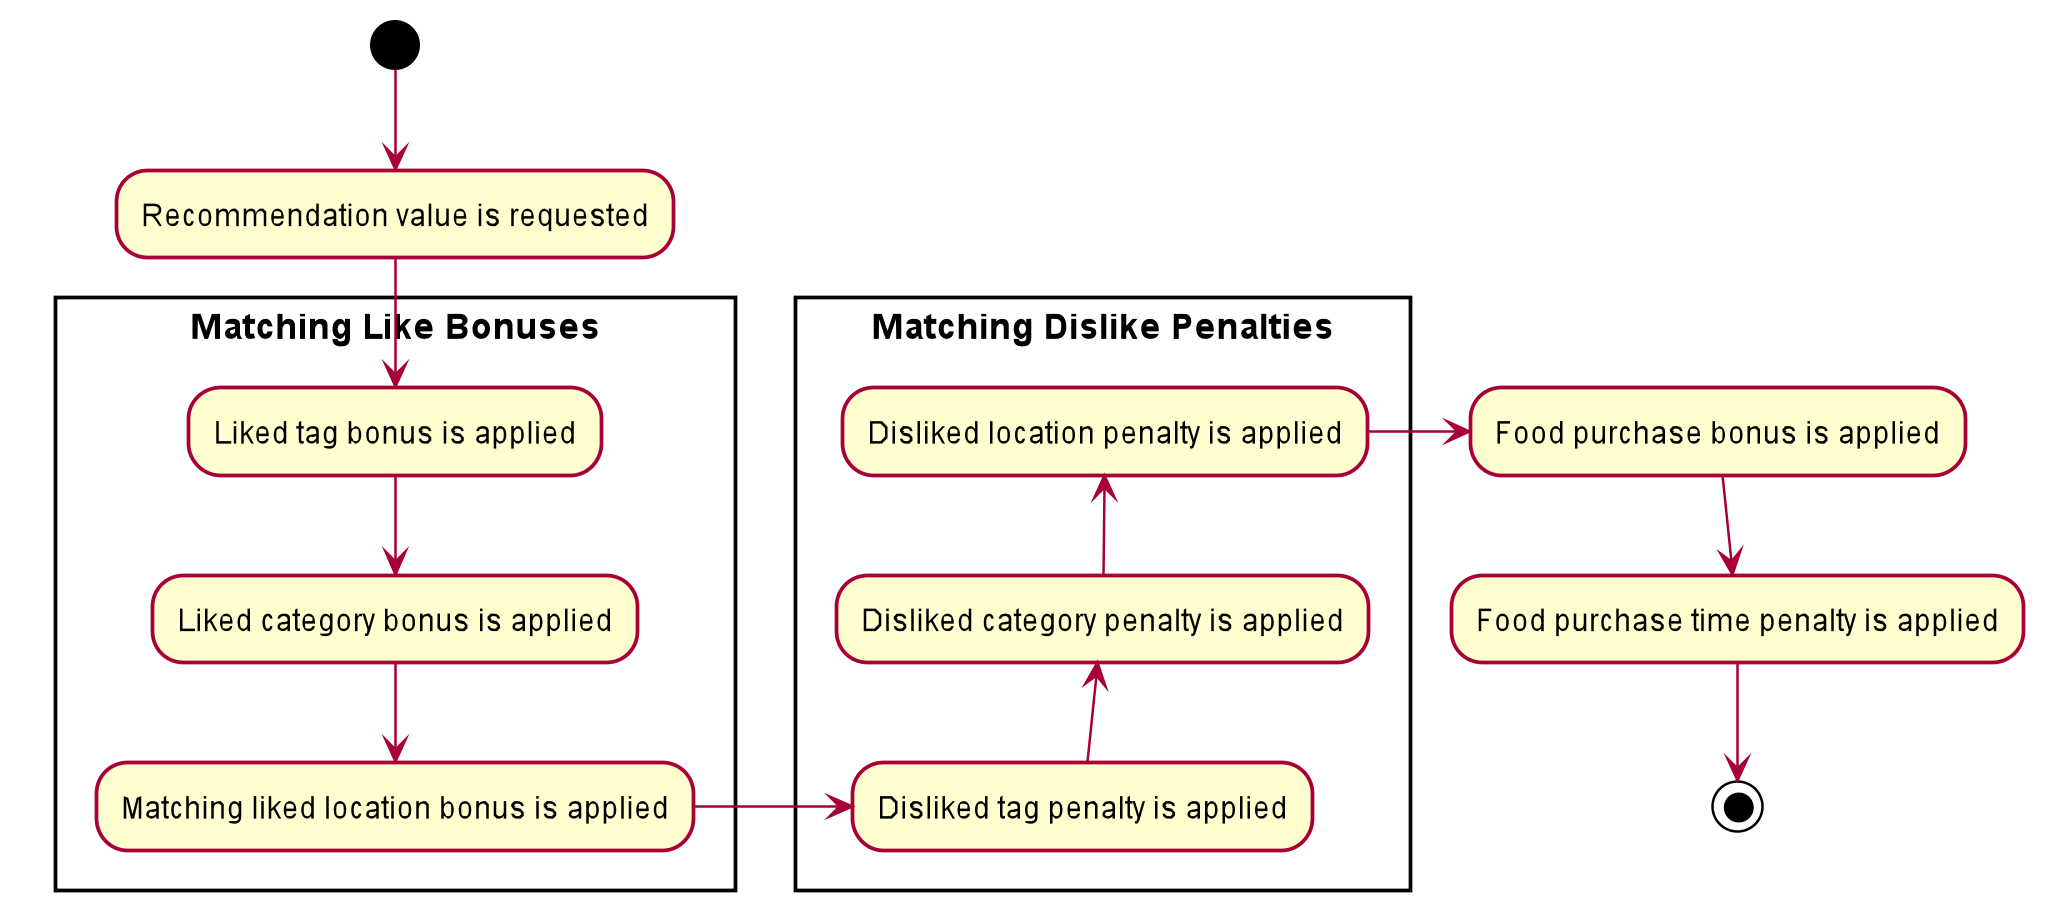 Recommendation value is requested
Matching Like Bonuses
Liked tag bonus is applied
Liked category bonus is applied
Matching liked location bonus is applied
Matching Dislike Penalties
Disliked location penalty is applied
Disliked category penalty is applied
Disliked tag penalty is applied
Food purchase bonus is applied
Food purchase time penalty is applied